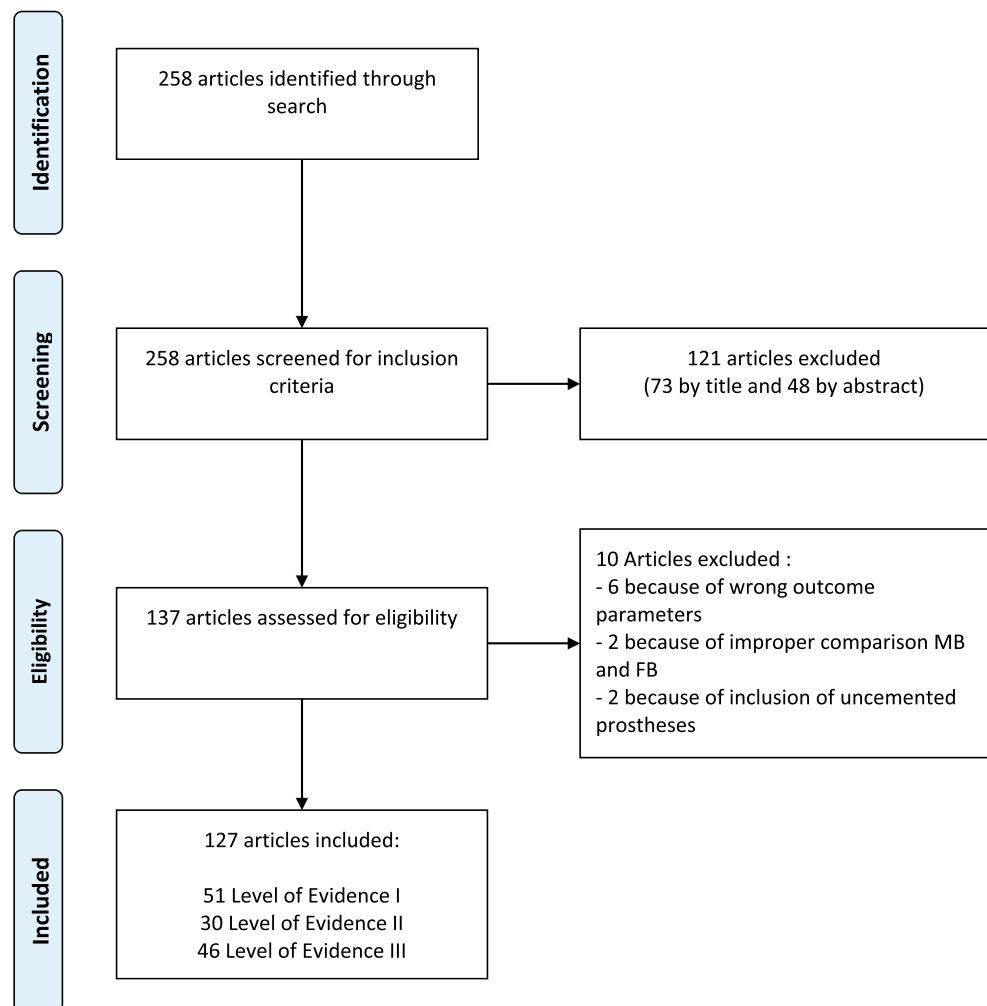 Identification
258 articles identified through
search
Screening
258 articles screened for inclusion
criteria
121 articles excluded
(73 by title and 48 by abstract)
Eligibility
137 articles assessed for eligibility
10 Articles excluded :
- 6 because of wrong outcome
parameters
- 2 because of improper comparison MB
and FB
- 2 because of inclusion of uncemented
prostheses
Included
127 articles included:
51 Level of Evidence I
30 Level of Evidence II
46 Level of Evidence III